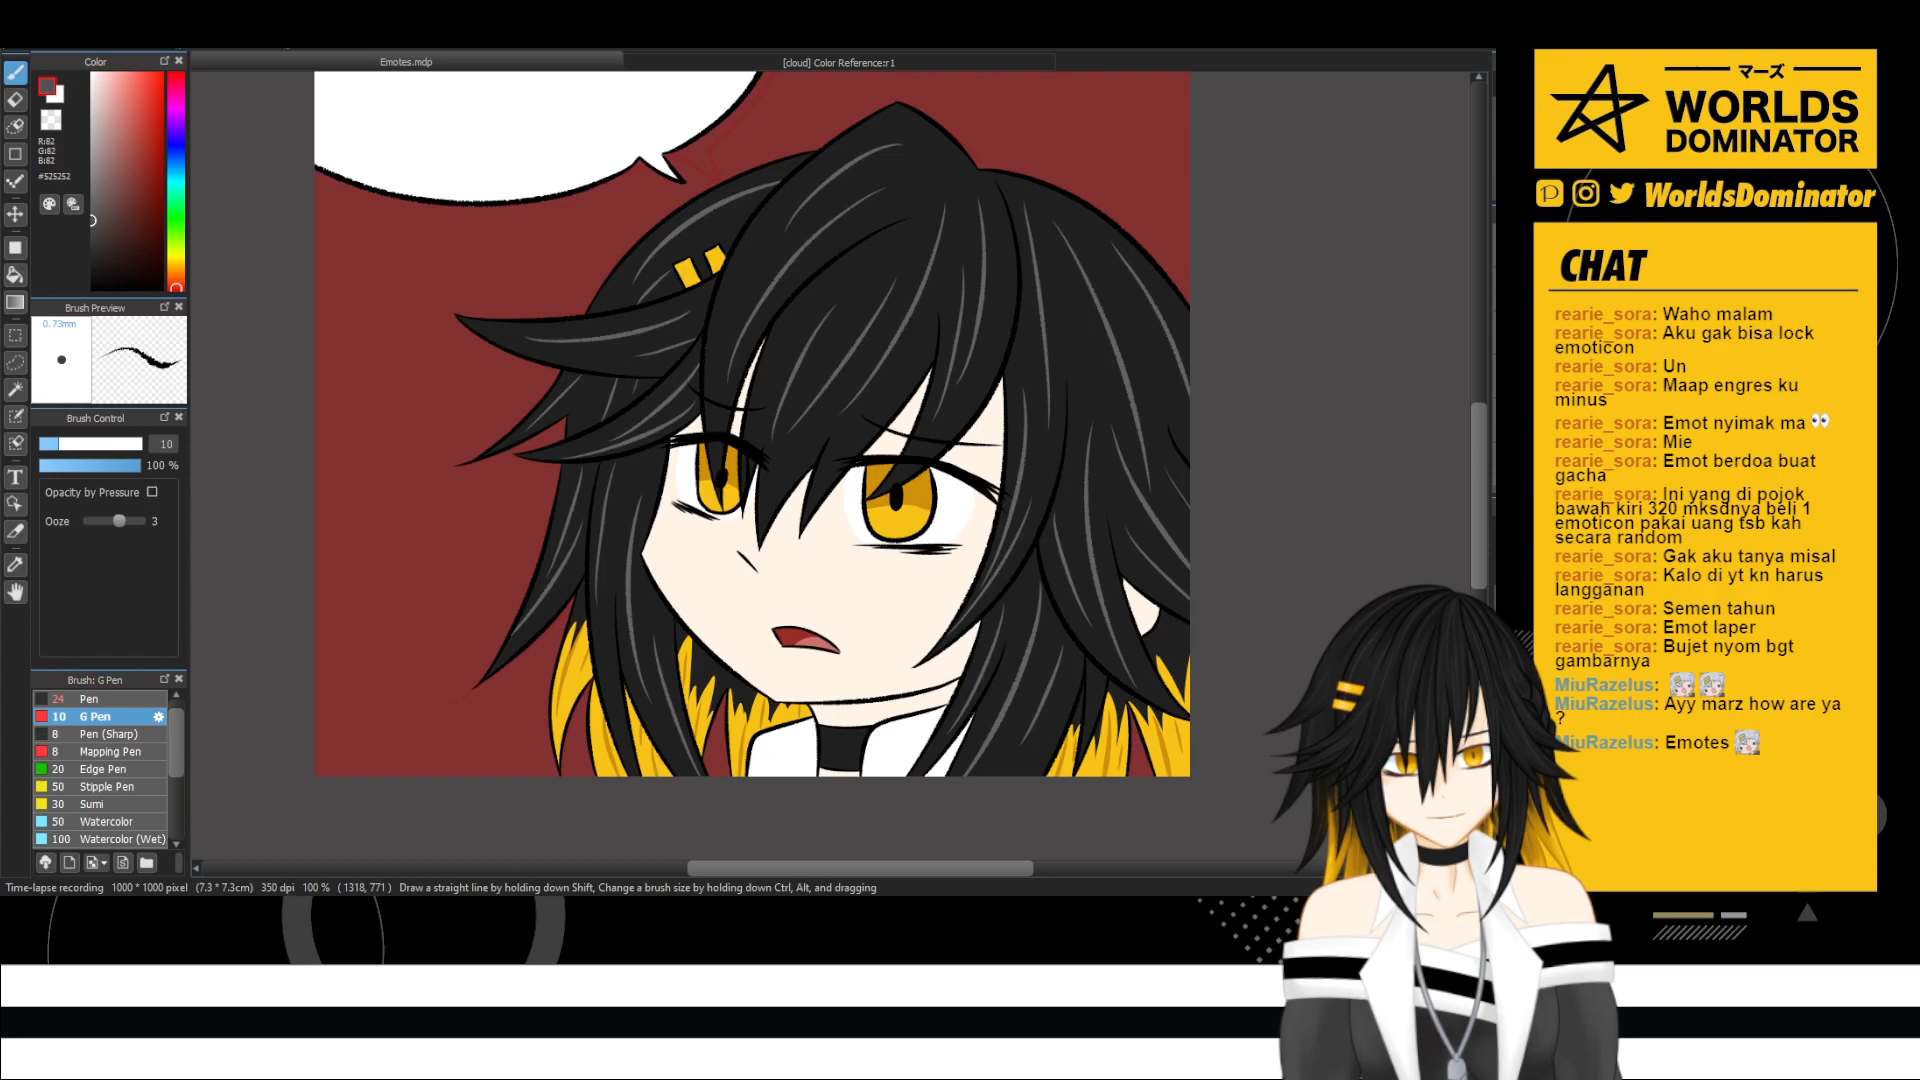 Color
Emotes.mdp
[cloud] Color Reference:r1
R:82
G:82
B:82
#525252
Brush Preview
0.73mm
Brush Control
10
100 %
Opacity by Pressure
Ooze
3
T
Brush: G Pen
24 Pen
10 G Pen
8 Pen (Sharp)
8 Mapping Pen
20 Edge Pen
50 Stipple Pen
30 Sumi
50 Watercolor
100 Watercolor (Wet)
Time-lapse recording 1000 * 1000 pixel (7.3 * 7.3cm) 350 dpi 100 % ( 1318, 771 ) Draw a straight line by holding down Shift, Change a brush size by holding down Ctrl, Alt, and dragging
マーズ
WORLDS
DOMINATOR
WorldsDominator
CHAT
rearie_sora: Waho malam
rearie_sora: Aku gak bisa lock
emoticon
rearie_sora: Un
rearie_sora: Maap engres ku
minus
rearie_sora: Emot nyimak ma 👀
rearie_sora: Mie
rearie_sora: Emot berdoa buat
gacha
rearie_sora: Ini yang di pojok
bawah kiri 320 mksdnya beli 1
emoticon pakai uang tsb kah
secara random
rearie_sora: Gak aku tanya misal
rearie_sora: Kalo di yt kn harus
langganan
rearie_sora: Semen tahun
rearie_sora: Emot laper
rearie_sora: Bujet nyom bgt
gambarnya
MiuRazelus:
MiuRazelus: Ayy marz how are ya
?
MiuRazelus: Emotes